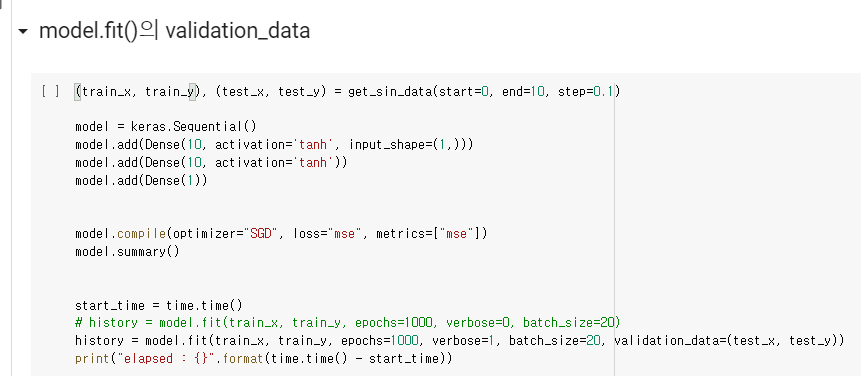 model.fit()의 validation_data
[ ] (train_x, train_y), (test_x, test_y) = get_sin_data(start=0, end=10, step=0.1)
model = keras.Sequential()
model.add(Dense(10, activation='tanh', input_shape=(1,)))
model.add(Dense(10, activation='tanh'))
model.add(Dense(1))
model.compile(optimizer="SGD", loss="mse", metrics=["mse"])
model.summary()
start_time = time.time()
# history = model.fit(train_x, train_y, epochs=1000, verbose=0, batch_size=20)
history = model.fit(train_x, train_y, epochs=1000, verbose=1, batch_size=20, validation_data=(test_x, test_y))
print("elapsed : {}".format(time.time() - start_time))